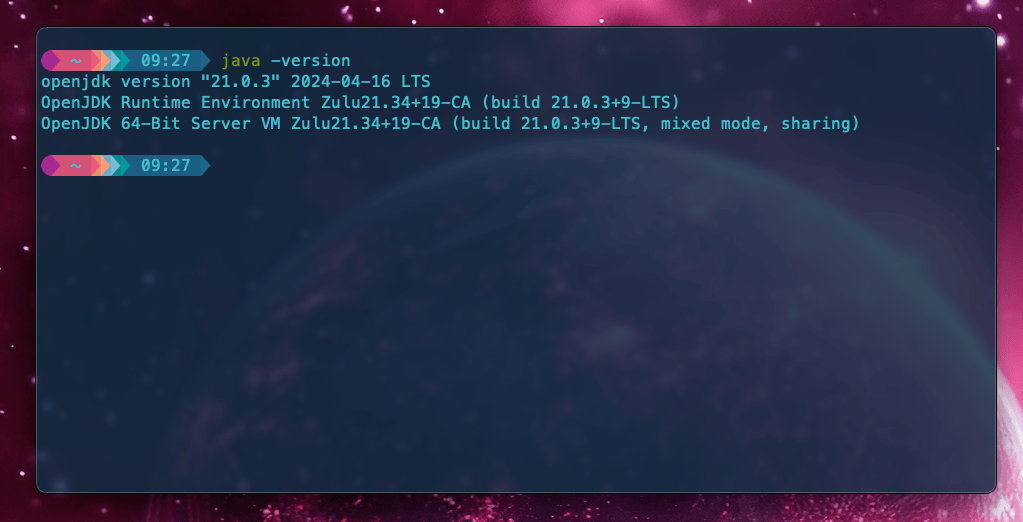 ~ 09:27 java -version
openjdk version "21.0.3" 2024-04-16 LTS
OpenJDK Runtime Environment Zulu21.34+19-CA (build 21.0.3+9-LTS)
OpenJDK 64-Bit Server VM Zulu21.34+19-CA (build 21.0.3+9-LTS, mixed mode, sharing)
~ 09:27